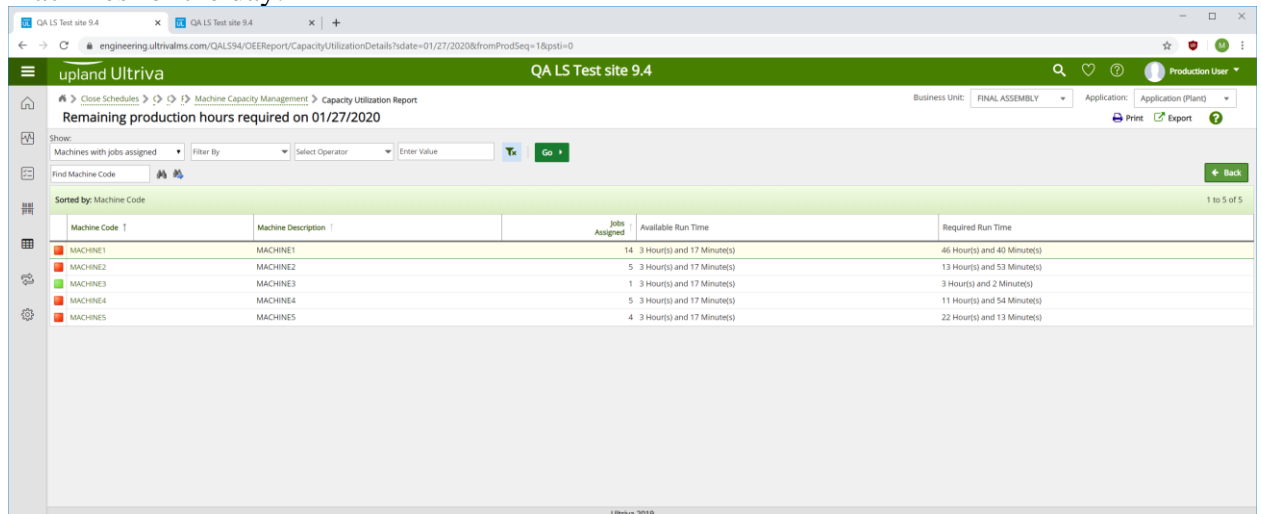 QA LS Test site 9.4 QA LS Test site 9.4
engineering.ultrivalms.com/QALS94/OEEReport/CapacityUtilizationDetails?sdate=01/27/2020&fromProdSeq=1&psti=0
upland Ultriva QA LS Test site 9.4 Production User
Close Schedules > Machine Capacity Management > Capacity Utilization Report Business Unit: FINAL ASSEMBLY Application: Application (Plant)
Remaining production hours required on 01/27/2020 Print Export
Show:
Machines with jobs assigned Filter By Select Operator Enter Value Go
Find Machine Code Back
Sorted by: Machine Code 1 to 5 of 5
Machine Code Machine Description Jobs Assigned Available Run Time Required Run Time
MACHINE1 MACHINE1 14 3 Hour(s) and 17 Minute(s) 46 Hour(s) and 40 Minute(s)
MACHINE2 MACHINE2 5 3 Hour(s) and 17 Minute(s) 13 Hour(s) and 53 Minute(s)
MACHINE3 MACHINE3 1 3 Hour(s) and 17 Minute(s) 3 Hour(s) and 2 Minute(s)
MACHINE4 MACHINE4 5 3 Hour(s) and 17 Minute(s) 11 Hour(s) and 54 Minute(s)
MACHINE5 MACHINE5 4 3 Hour(s) and 17 Minute(s) 22 Hour(s) and 13 Minute(s)
Ultriva 2019